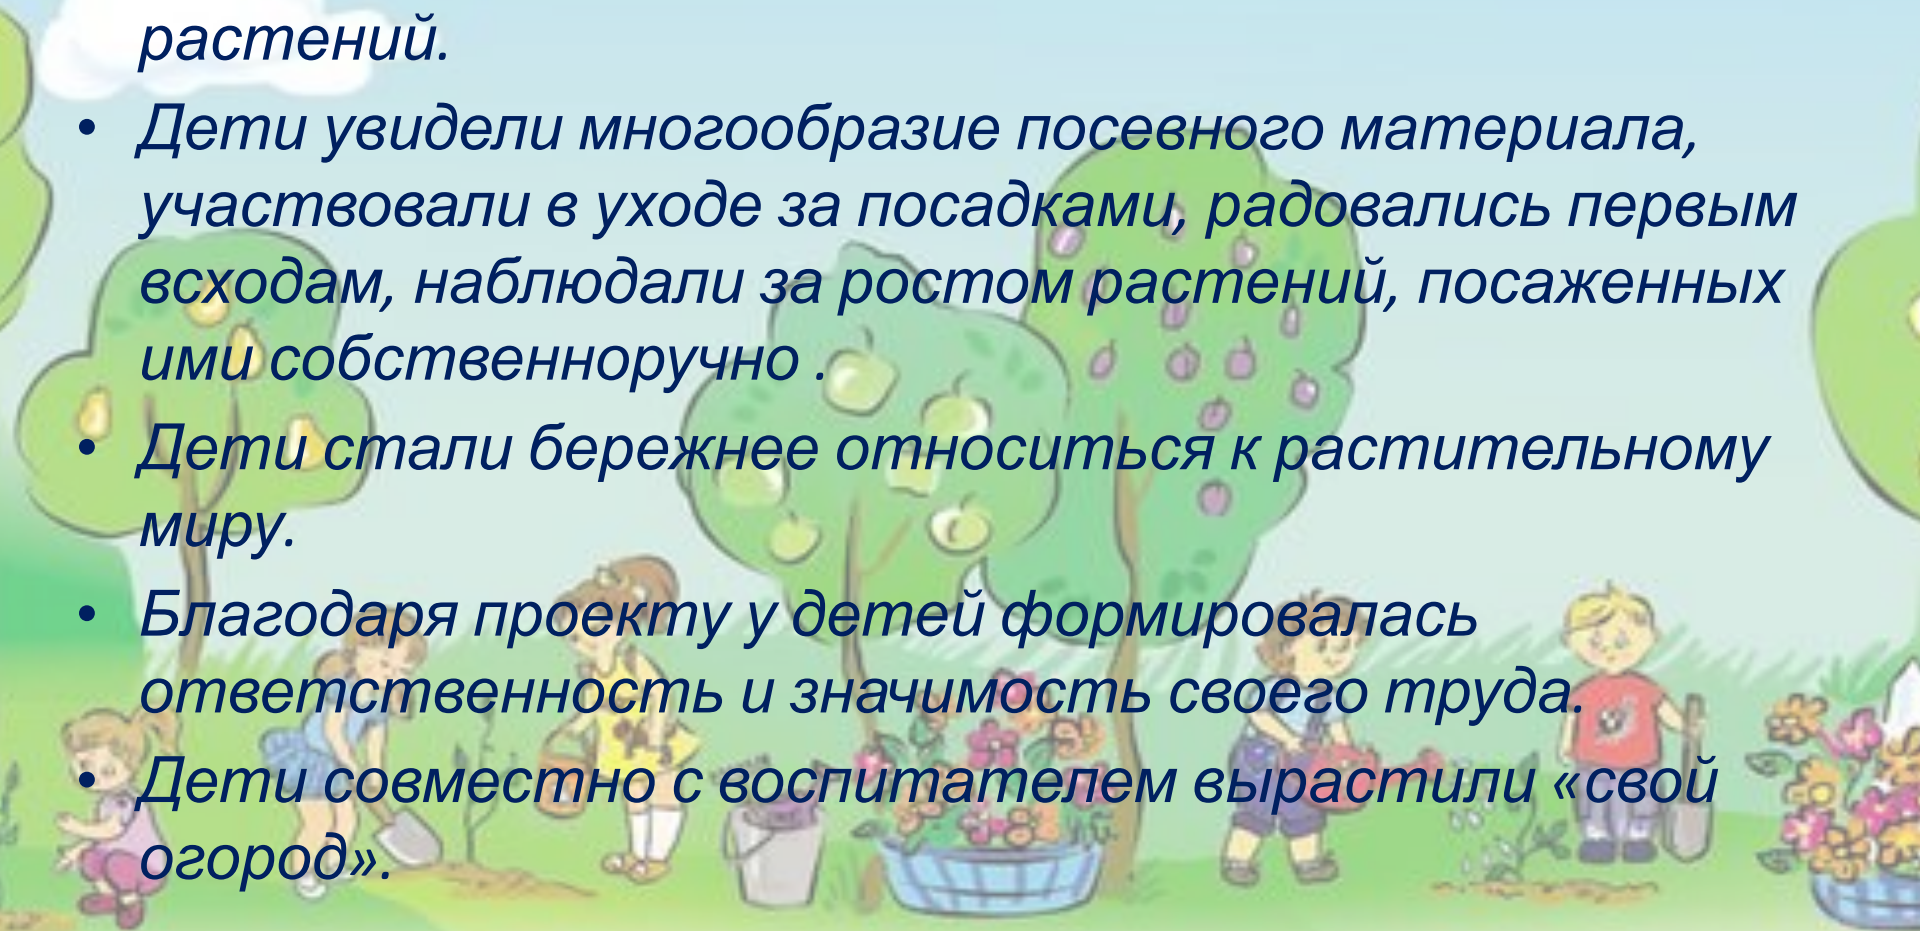 растений.
• Дети увидели многообразие посевного материала,
участвовали в уходе за посадками, радовались первым
всходам, наблюдали за ростом растений, посаженных
ими собственноручно .
• Дети стали бережнее относиться к растительному
миру.
• Благодаря проекту у детей формировалась
ответственность и значимость своего труда.
• Дети совместно с воспитателем вырастили «свой
огород».